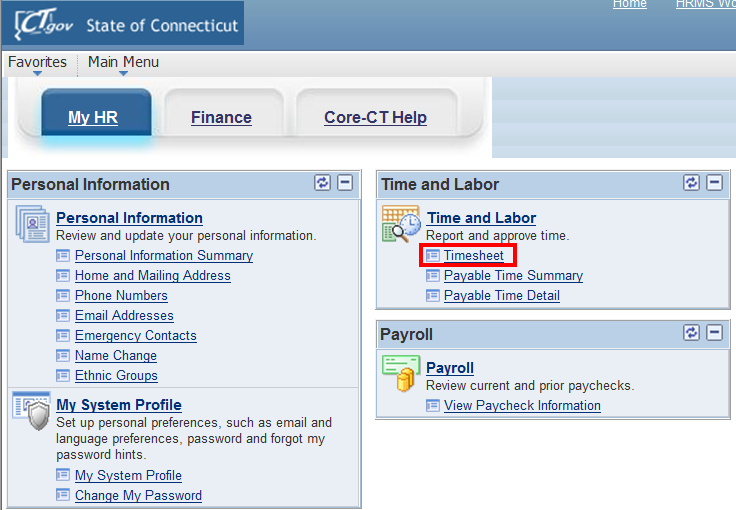 Home HRMS
CTgov State of Connecticut
Favorites Main Menu
My HR Finance Core-CT Help
Personal Information
Personal Information
Review and update your personal information.
Personal Information Summary
Home and Mailing Address
Phone Numbers
Email Addresses
Emergency Contacts
Name Change
Ethnic Groups
My System Profile
Set up personal preferences, such as email and
language preferences, password and forgot my
password hints.
My System Profile
Change My Password
Time and Labor
Time and Labor
Report and approve time.
Timesheet
Payable Time Summary
Payable Time Detail
Payroll
Payroll
Review current and prior paychecks.
View Paycheck Information